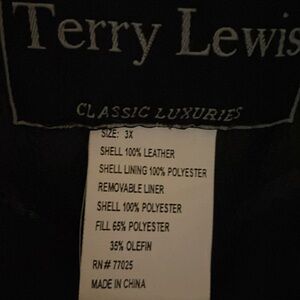 Terry Lewis
CLASSIC LUXURIES
SIZE: 3X
SHELL 100% LEATHER
SHELL LINING 100% POLYESTER
REMOVABLE LINER
SHELL 100% POLYESTER
FILL 65% POLYESTER
35% OLEFIN
RN# 77025
MADE IN CHINA